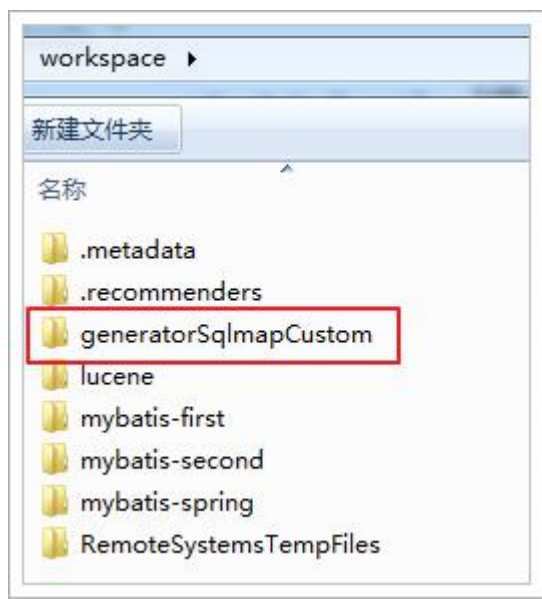 workspace
新建文件夹
名称
.metadata
.recommenders
generatorSqlmapCustom
lucene
mybatis-first
mybatis-second
mybatis-spring
RemoteSystemsTempFiles